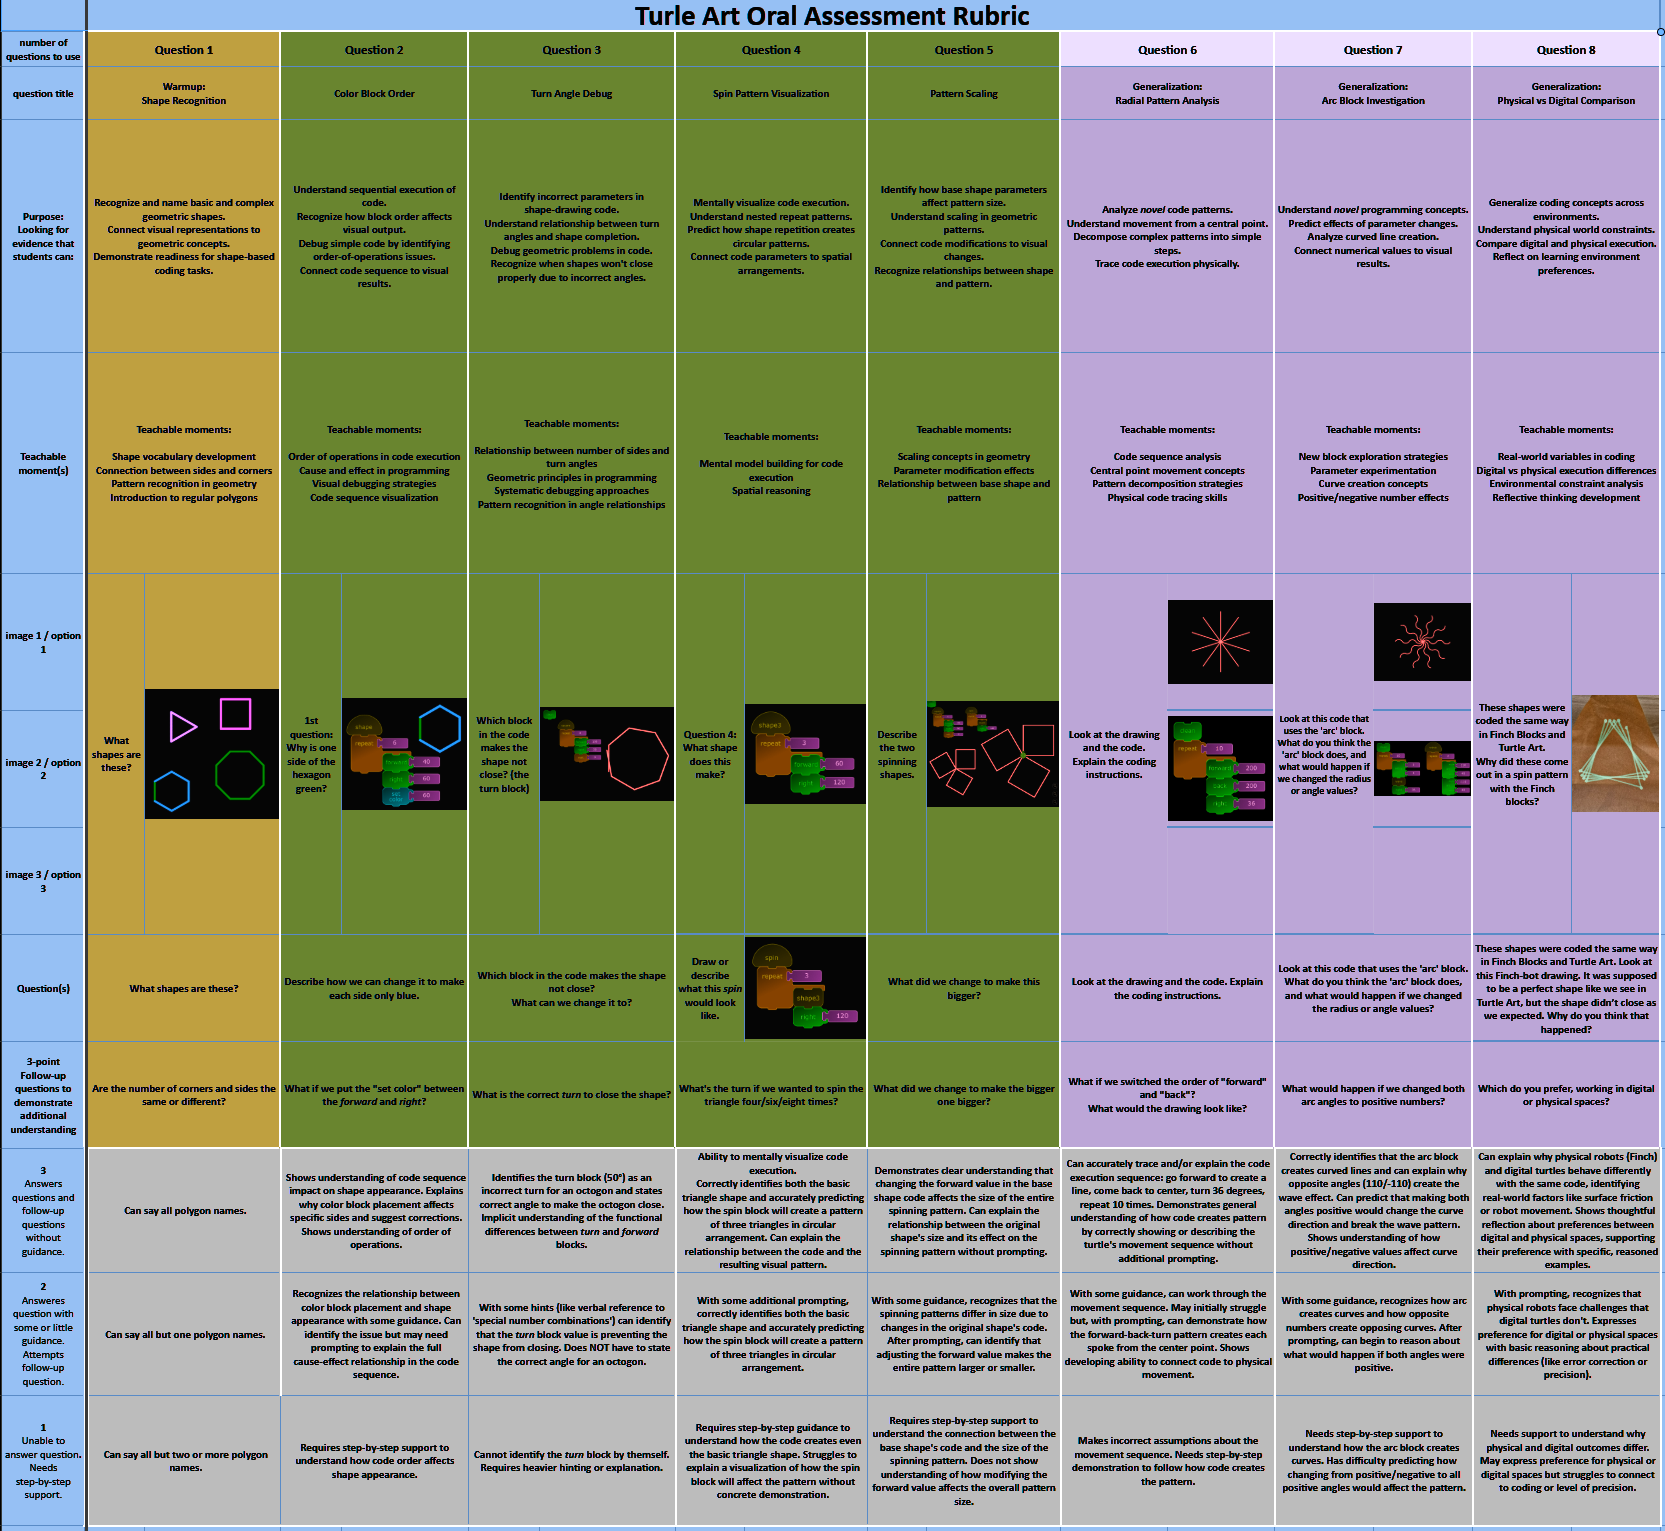 Turle Art Oral Assessment Rubric
number of
questions to use
Question 1
Question 2
Question 3
Question 4
Question 5
Question 6
Question 7
Question 8
question title
Warmup:
Shape Recognition
Color Block Order
Turn Angle Debug
Spin Pattern Visualization
Pattern Scaling
Generalization:
Radial Pattern Analysis
Generalization:
Arc Block Investigation
Generalization:
Physical vs Digital Comparison
Purpose:
Looking for
evidence that
students can:
Recognize and name basic and complex
geometric shapes.
Connect visual representations to
geometric concepts.
Demonstrate readiness for shape-based
coding tasks.
Understand sequential execution of
code.
Recognize how block order affects
visual output.
Debug simple code by identifying
order-of-operations issues.
Connect code sequence to visual
results.
Identify incorrect parameters in
shape-drawing code.
Understand relationship between turn
angles and shape completion.
Debug geometric problems in code.
Recognize when shapes won't close
properly due to incorrect angles.
Mentally visualize code execution.
Understand nested repeat patterns.
Predict how shape repetition creates
circular patterns.
Connect code parameters to spatial
arrangements.
Identify how base shape parameters
affect pattern size.
Understand scaling in geometric
patterns.
Connect code modifications to visual
changes.
Recognize relationships between shape
and pattern.
Analyze novel code patterns.
Understand movement from a central point.
Decompose complex patterns into simple
steps.
Trace code execution physically.
Understand novel programming concepts.
Predict effects of parameter changes.
Analyze curved line creation.
Connect numerical values to visual
results.
Generalize coding concepts across
environments.
Understand physical world constraints.
Compare digital and physical execution.
Reflect on learning environment
preferences.
Teachable
moment(s)
Teachable moments:
Shape vocabulary development
Connection between sides and corners
Pattern recognition in geometry
Introduction to regular polygons
Teachable moments:
Order of operations in code execution
Cause and effect in programming
Visual debugging strategies
Code sequence visualization
Teachable moments:
Relationship between number of sides and
turn angles
Geometric principles in programming
Systematic debugging approaches
Pattern recognition in angle relationships
Teachable moments:
Mental model building for code
execution
Spatial reasoning
Teachable moments:
Scaling concepts in geometry
Parameter modification effects
Relationship between base shape and
pattern
Teachable moments:
Code sequence analysis
Central point movement concepts
Pattern decomposition strategies
Physical code tracing skills
Teachable moments:
New block exploration strategies
Parameter experimentation
Curve creation concepts
Positive/negative number effects
Teachable moments:
Real-world variables in coding
Digital vs physical execution differences
Environmental constraint analysis
Reflective thinking development
image 1 / option
1
image 2 / option
2
image 3 / option
3
What
shapes are
these?
1st
question:
Why is one
side of the
hexagon
green?
shape
repeat 6
forward 40
right 60
set
color 60
Which block
in the code
makes the
shape not
close? (the
turn block)
Question 4:
What shape
does this
make?
shape3
repeat 3
forward 60
right 120
Describe
the two
spinning
shapes.
Look at the drawing
and the code.
Explain the coding
instructions.
clean
repeat 10
forward 200
back 200
right 36
Look at this code that
uses the 'arc' block.
What do you think the
'arc' block does, and
what would happen if
we changed the radius
or angle values?
These shapes were
coded the same way
in Finch Blocks and
Turtle Art.
Why did these come
out in a spin pattern
with the Finch
blocks?
Question(s)
What shapes are these?
Describe how we can change it to make
each side only blue.
Which block in the code makes the shape
not close?
What can we change it to?
Draw or
describe
what this spin
would look
like.
spin
repeat 3
shape3
right 120
What did we change to make this
bigger?
Look at the drawing and the code. Explain
the coding instructions.
Look at this code that uses the 'arc' block.
What do you think the 'arc' block does,
and what would happen if we changed
the radius or angle values?
These shapes were coded the same way
in Finch Blocks and Turtle Art. Look at
this Finch-bot drawing. It was supposed
to be a perfect shape like we see in
Turtle Art, but the shape didn't close as
we expected. Why do you think that
happened?
3-point
Follow-up
questions to
demonstrate
additional
understanding
Are the number of corners and sides the
same or different?
What if we put the "set color" between
the forward and right?
What is the correct turn to close the shape?
What's the turn if we wanted to spin the
triangle four/six/eight times?
What did we change to make the bigger
one bigger?
What if we switched the order of "forward"
and "back"?
What would the drawing look like?
What would happen if we changed both
arc angles to positive numbers?
Which do you prefer, working in digital
or physical spaces?
3
Answers
questions and
follow-up
questions
without
guidance.
Can say all polygon names.
Shows understanding of code sequence
impact on shape appearance. Explains
why color block placement affects
specific sides and suggest corrections.
Shows understanding of order of
operations.
Identifies the turn block (50°) as an
incorrect turn for an octogon and states
correct angle to make the octogon close.
Implicit understanding of the functional
differences between turn and forward
blocks.
Ability to mentally visualize code
execution.
Correctly identifies both the basic
triangle shape and accurately predicting
how the spin block will create a pattern
of three triangles in circular
arrangement. Can explain the
relationship between the code and the
resulting visual pattern.
Demonstrates clear understanding that
changing the forward value in the base
shape code affects the size of the entire
spinning pattern. Can explain the
relationship between the original
shape's size and its effect on the
spinning pattern without prompting.
Can accurately trace and/or explain the code
execution sequence: go forward to create a
line, come back to center, turn 36 degrees,
repeat 10 times. Demonstrates general
understanding of how code creates pattern
by correctly showing or describing the
turtle's movement sequence without
additional prompting.
Correctly identifies that the arc block
creates curved lines and can explain why
opposite angles (110/-110) create the
wave effect. Can predict that making both
angles positive would change the curve
direction and break the wave pattern.
Shows understanding of how
positive/negative values affect curve
direction.
Can explain why physical robots (Finch)
and digital turtles behave differently
with the same code, identifying
real-world factors like surface friction
or robot movement. Shows thoughtful
reflection about preferences between
digital and physical spaces, supporting
their preference with specific, reasoned
examples.
2
Answeres
question with
some or little
guidance.
Attempts
follow-up
question.
Can say all but one polygon names.
Recognizes the relationship between
color block placement and shape
appearance with some guidance. Can
identify the issue but may need
prompting to explain the full
cause-effect relationship in the code
sequence.
With some hints (like verbal reference to
'special number combinations') can identify
that the turn block value is preventing the
shape from closing. Does NOT have to state
the correct angle for an octogon.
With some additional prompting,
correctly identifies both the basic
triangle shape and accurately predicting
how the spin block will create a pattern
of three triangles in circular
arrangement.
With some guidance, recognizes that the
spinning patterns differ in size due to
changes in the original shape's code.
After prompting, can identify that
adjusting the forward value makes the
entire pattern larger or smaller.
With some guidance, can work through the
movement sequence. May initially struggle
but, with prompting, can demonstrate how
the forward-back-turn pattern creates each
spoke from the center point. Shows
developing ability to connect code to physical
movement.
With some guidance, recognizes how arc
creates curves and how opposite
numbers create opposing curves. After
prompting, can begin to reason about
what would happen if both angles were
positive.
With prompting, recognizes that
physical robots face challenges that
digital turtles don't. Expresses
preference for digital or physical spaces
with basic reasoning about practical
differences (like error correction or
precision).
1
Unable to
answer question.
Needs
step-by-step
support.
Can say all but two or more polygon
names.
Requires step-by-step support to
understand how code order affects
shape appearance.
Cannot identify the turn block by themself.
Requires heavier hinting or explanation.
Requires step-by-step guidance to
understand how the code creates even
the basic triangle shape. Struggles to
explain a visualization of how the spin
block will affect the pattern without
concrete demonstration.
Requires step-by-step support to
understand the connection between the
base shape's code and the size of the
spinning pattern. Does not show
understanding of how modifying the
forward value affects the overall pattern
size.
Makes incorrect assumptions about the
movement sequence. Needs step-by-step
demonstration to follow how code creates
the pattern.
Needs step-by-step support to
understand how the arc block creates
curves. Has difficulty predicting how
changing from positive/negative to all
positive angles would affect the pattern.
Needs support to understand why
physical and digital outcomes differ.
May express preference for physical or
digital spaces but struggles to connect
to coding or level of precision.